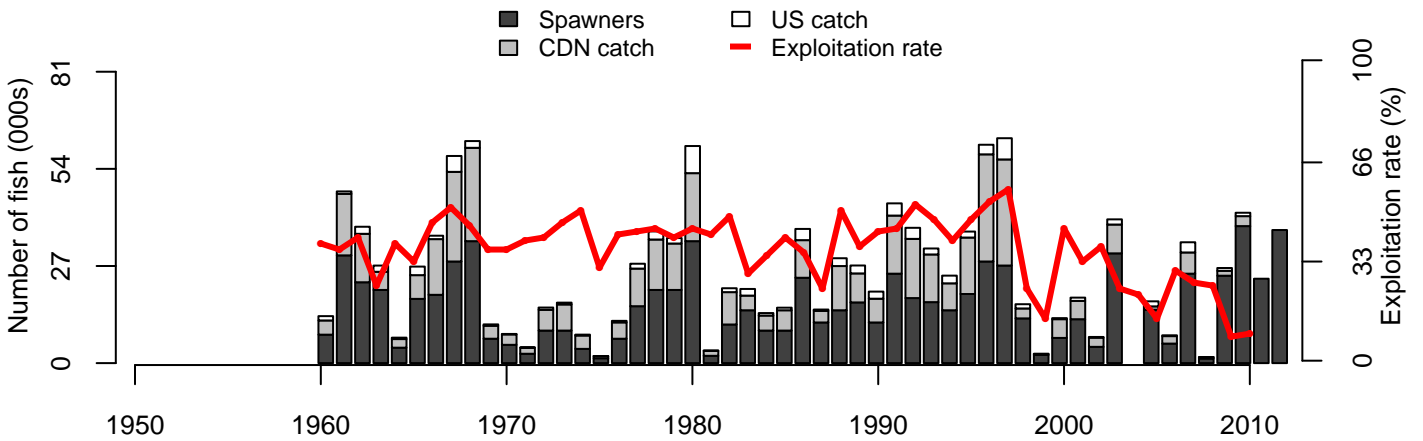 Spawners
US catch
CDN catch
Exploitation rate
Number of fish (000s)
81
54
27
0
100
66
33
0
Exploitation rate (%)
1950 1960 1970 1980 1990 2000 2010